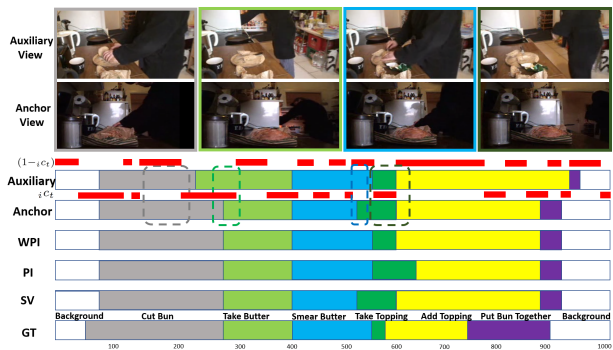 Auxiliary
View
Anchor
View
(1−ᵢcₜ)
Auxiliary
ᵢcₜ
Anchor
WPI
PI
SV
Background Cut Bun Take Butter Smear Butter Take Topping Add Topping Put Bun Together Background
GT
100 200 300 400 500 600 700 800 900 1000